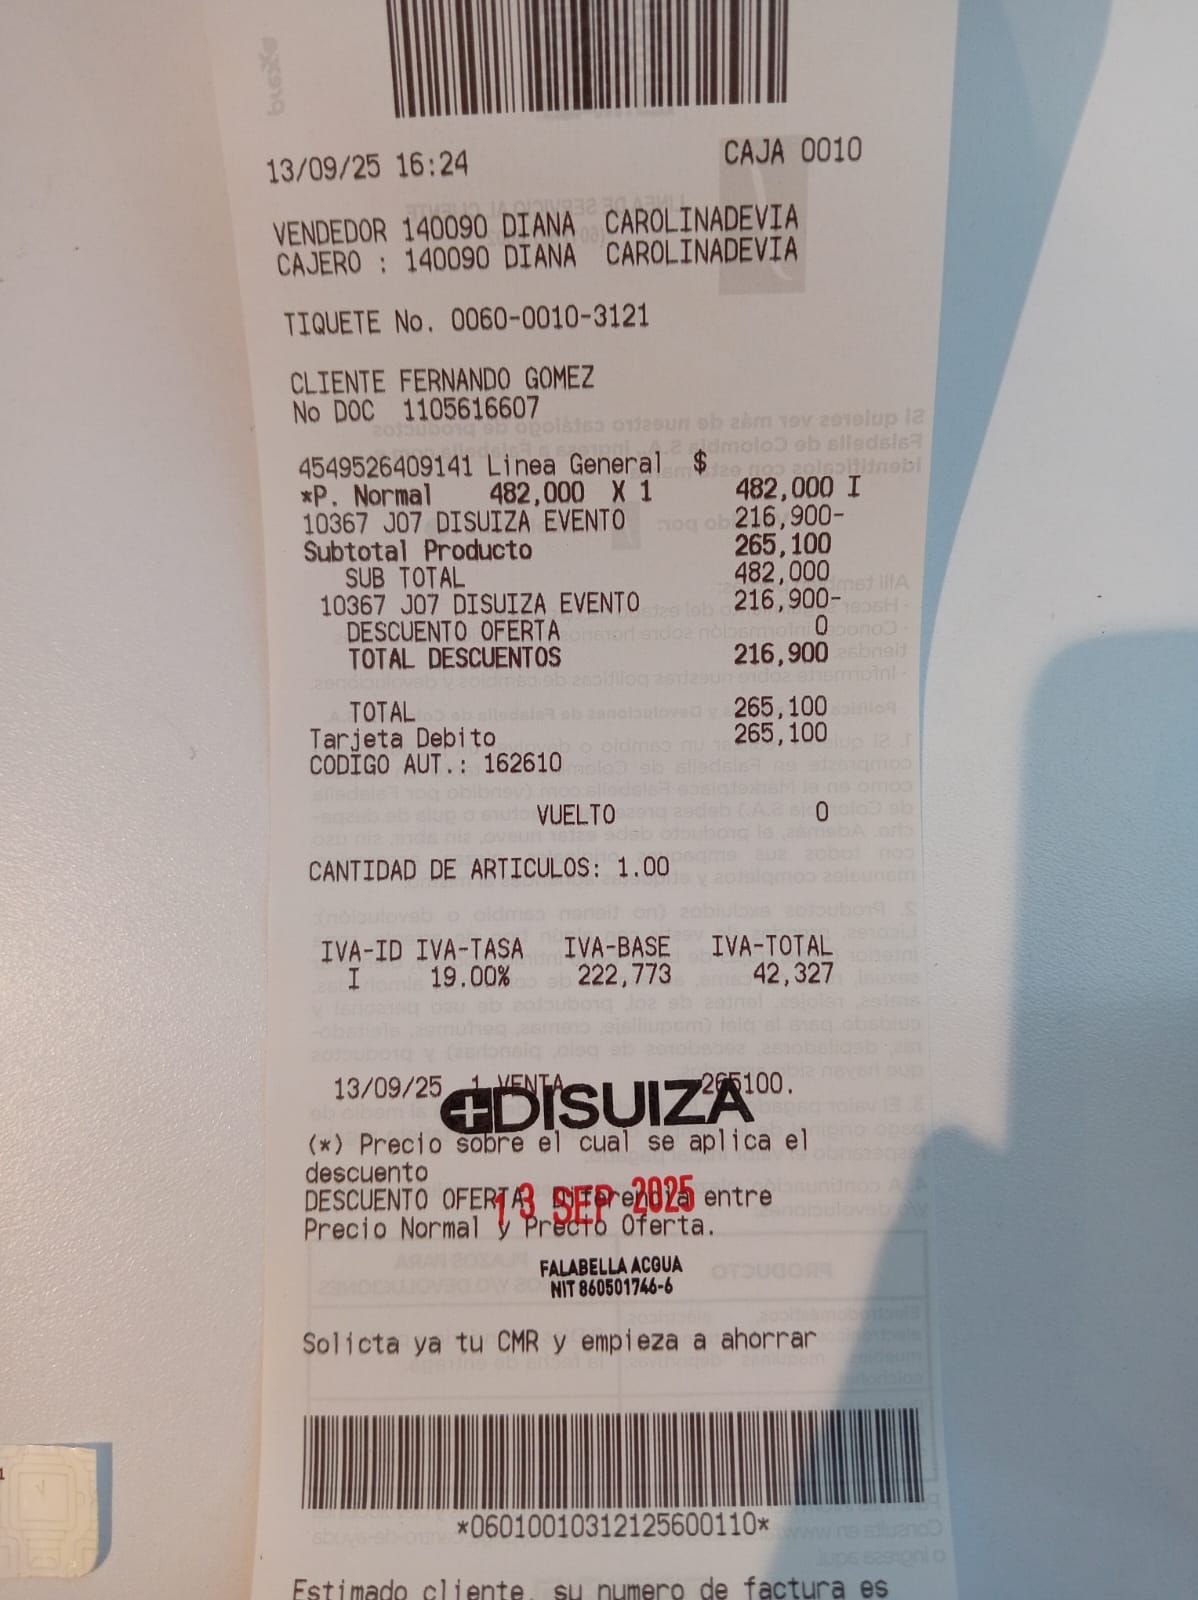 13/09/25 16:24 CAJA 0010
VENDEDOR 140090 DIANA CAROLINADEVIA
CAJERO : 140090 DIANA CAROLINADEVIA
TIQUETE No. 0060-0010-3121
CLIENTE FERNANDO GOMEZ
No DOC 1105616607
4549526409141 Linea General $
*P. Normal 482,000 X 1 482,000 I
10367 J07 DISUIZA EVENTO 216,900-
Subtotal Producto 265,100
SUB TOTAL 482,000
10367 J07 DISUIZA EVENTO 216,900-
DESCUENTO OFERTA 0
TOTAL DESCUENTOS 216,900
TOTAL 265,100
Tarjeta Debito 265,100
CODIGO AUT.: 162610
VUELTO 0
CANTIDAD DE ARTICULOS: 1.00
IVA-ID IVA-TASA IVA-BASE IVA-TOTAL
I 19.00% 222,773 42,327
13/09/25 1 VENTA 265100.
DISUIZA
(*) Precio sobre el cual se aplica el
descuento
DESCUENTO OFERTA: Diferencia entre
13 SEP 2025
Precio Normal y Precio Oferta.
FALABELLA ACQUA
NIT 860501746-6
Solicta ya tu CMR y empieza a ahorrar
*06010010312125600110*
Estimado cliente, su numero de factura es